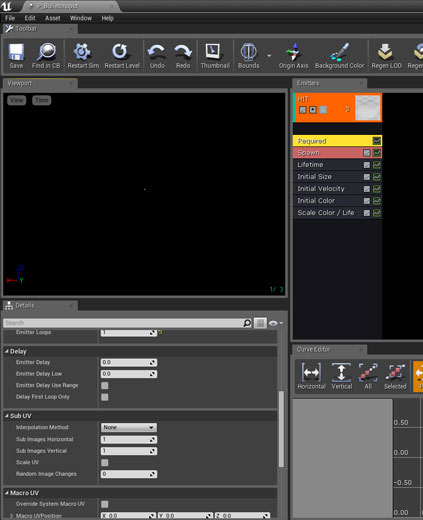 P_BulletImpact
File Edit Asset Window Help
Toolbar
Save Find in CB Restart Sim Restart Level Undo Redo Thumbnail Bounds Origin Axis Background Color Regen LOD Regen
Viewport
View Time
Z
Y
1/ 3
Emitters
HIT
3
Required
Spawn
Lifetime
Initial Size
Initial Velocity
Initial Color
Scale Color / Life
Details
Search
Emitter Loops 1
Delay
Emitter Delay 0.0
Emitter Delay Low 0.0
Emitter Delay Use Range
Delay First Loop Only
Sub UV
Interpolation Method None
Sub Images Horizontal 1
Sub Images Vertical 1
Scale UV
Random Image Changes 0
Macro UV
Override System Macro UV
Macro UVPosition X 0.0 Y 0.0 Z 0.0
Curve Editor
Horizontal Vertical All Selected
0.50
0.00
-0.50
-0.00